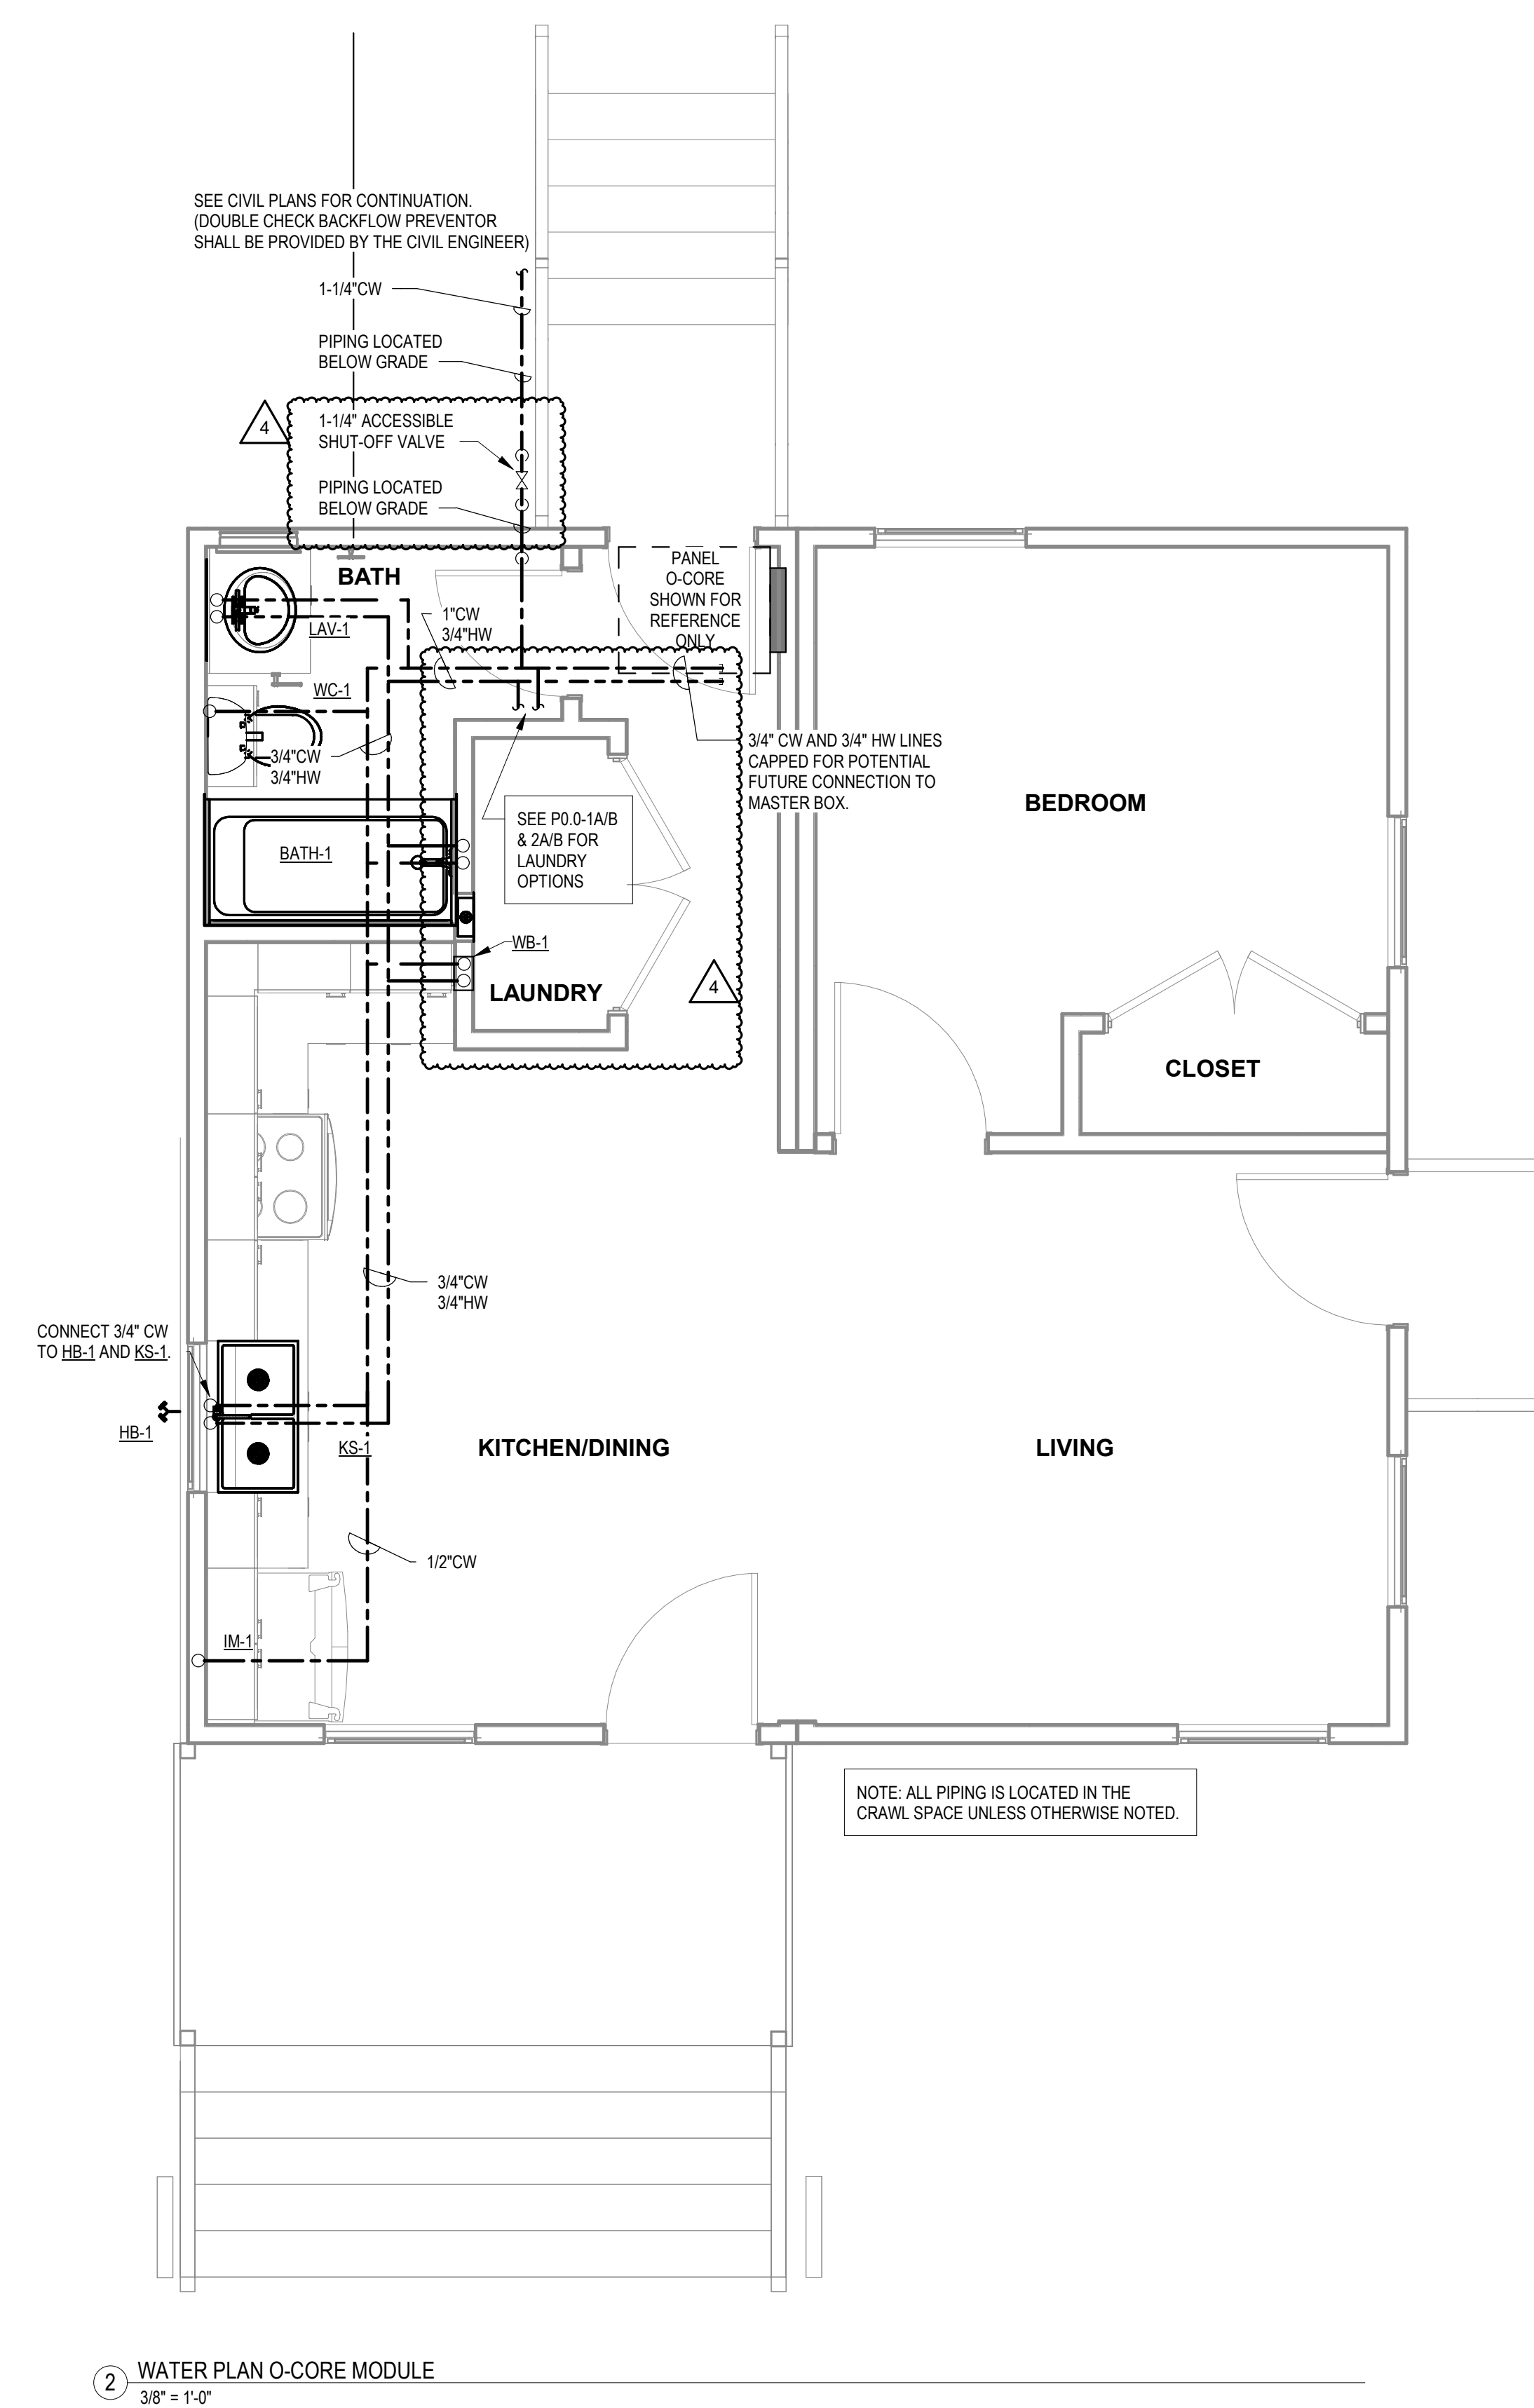 SEE CIVIL PLANS FOR CONTINUATION.
(DOUBLE CHECK BACKFLOW PREVENTOR
SHALL BE PROVIDED BY THE CIVIL ENGINEER)
1-1/4"CW
PIPING LOCATED
BELOW GRADE
4
1-1/4" ACCESSIBLE
SHUT-OFF VALVE
PIPING LOCATED
BELOW GRADE
BATH
PANEL
O-CORE
SHOWN FOR
REFERENCE
ONLY
1"CW
3/4"HW
LAV-1
WC-1
3/4"CW
3/4"HW
3/4" CW AND 3/4" HW LINES
CAPPED FOR POTENTIAL
FUTURE CONNECTION TO
MASTER BOX.
BEDROOM
SEE P0.0-1A/B
& 2A/B FOR
LAUNDRY
OPTIONS
BATH-1
WB-1
LAUNDRY
4
CLOSET
3/4"CW
3/4"HW
CONNECT 3/4" CW
TO HB-1 AND KS-1.
HB-1
KS-1
KITCHEN/DINING
LIVING
1/2"CW
IM-1
NOTE: ALL PIPING IS LOCATED IN THE
CRAWL SPACE UNLESS OTHERWISE NOTED.
2
WATER PLAN O-CORE MODULE
3/8" = 1'-0"